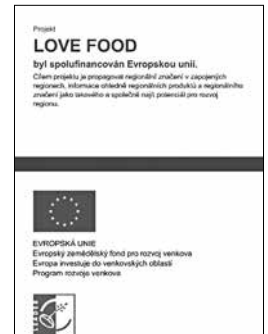 Projekt
LOVE FOOD
byl spolufinancován Evropskou unií.
Cílem projektu je propagovat regionální značení v zapojených
regionech, informace ohledně regionálních produktů a regionálního
značení jako takového a společně najít potenciál pro rozvoj
regionu.
EVROPSKÁ UNIE
Evropský zemědělský fond pro rozvoj venkova
Evropa investuje do venkovských oblastí
Program rozvoje venkova